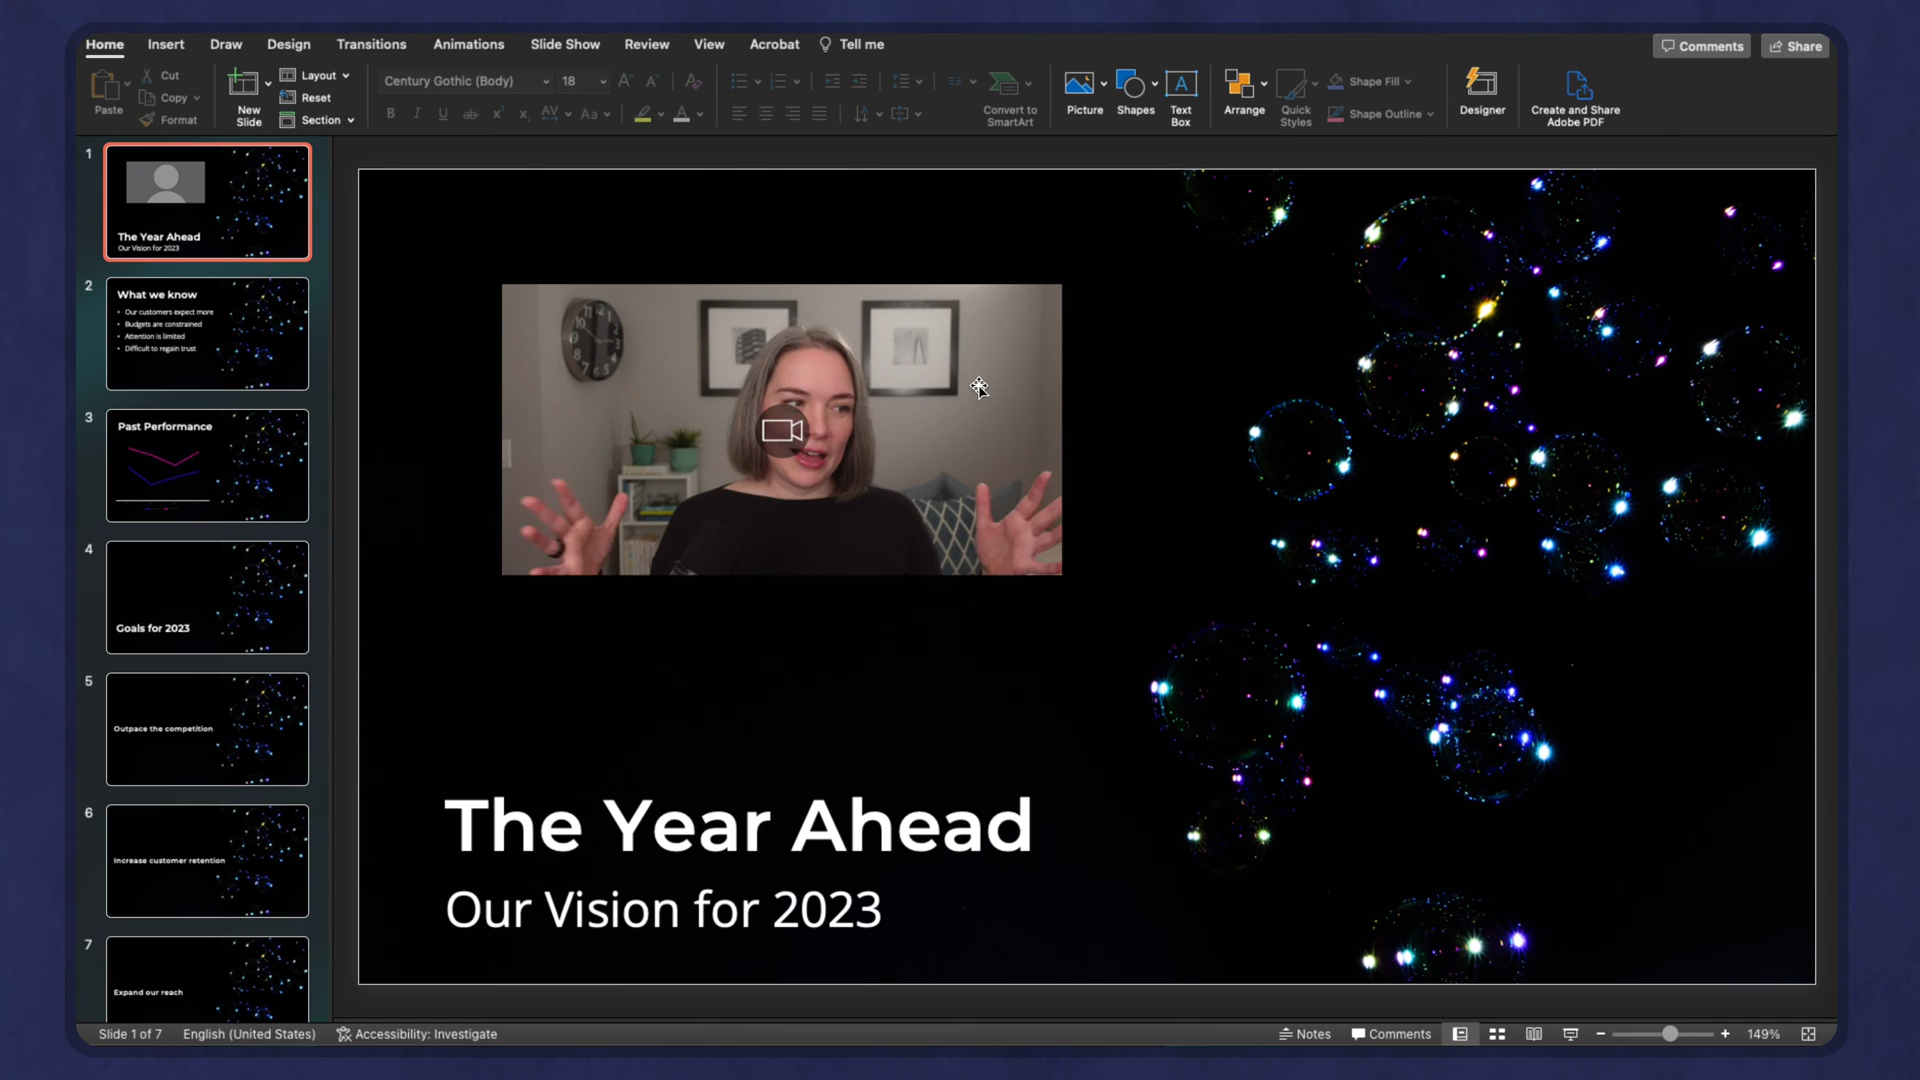 Home Insert Draw Design Transitions Animations Slide Show Review View Acrobat Tell me Comments Share
Paste
Cut
Copy
Format
New
Slide
Layout
Reset
Section
Century Gothic (Body) 18
Convert to
SmartArt
Picture
Shapes
Text
Box
Arrange
Quick
Styles
Shape Fill
Shape Outline
Designer
Create and Share
Adobe PDF
1
The Year Ahead
Our Vision for 2023
2
What we know
• Our customers expect more
• Budgets are constrained
• Attention is limited
• Difficult to regain trust
3
Past Performance
4
Goals for 2023
5
Outpace the competition
6
Increase customer retention
7
Expand our reach
The Year Ahead
Our Vision for 2023
Slide 1 of 7 English (United States) Accessibility: Investigate Notes Comments 149%